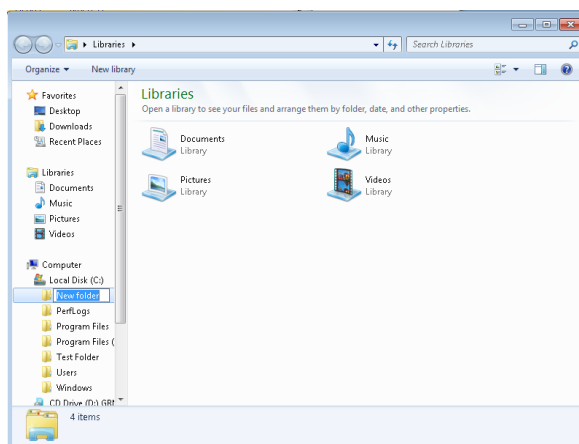 Libraries
Search Libraries
Organize
New library
Favorites
Desktop
Downloads
Recent Places
Libraries
Documents
Music
Pictures
Videos
Computer
Local Disk (C:)
New folder
PerfLogs
Program Files
Program Files (
Test Folder
Users
Windows
CD Drive (D:)
Libraries
Open a library to see your files and arrange them by folder, date, and other properties.
Documents
Library
Music
Library
Pictures
Library
Videos
Library
4 items